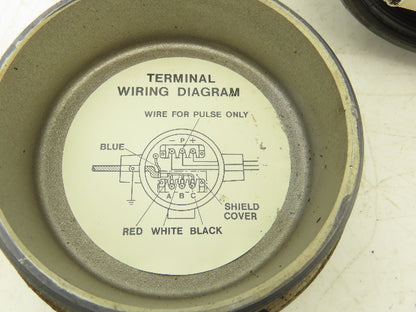 TERMINAL
WIRING DIAGRAM
WIRE FOR PULSE ONLY
- P +
BLUE
A B C
SHIELD
COVER
RED WHITE BLACK